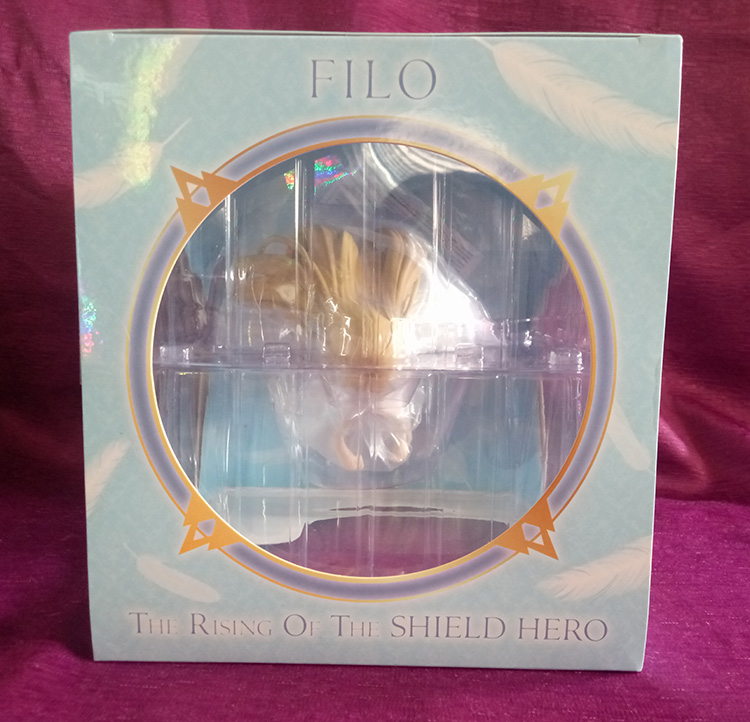 FILO
THE RISING OF THE SHIELD HERO